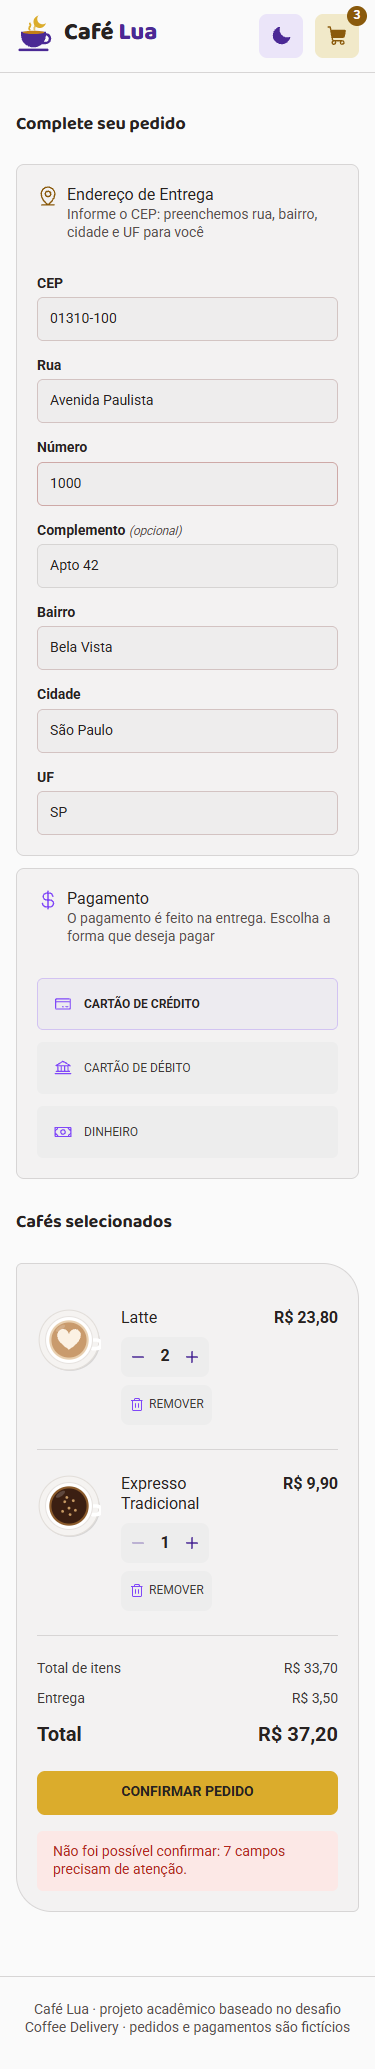 Café Lua
3
Complete seu pedido
Endereço de Entrega
Informe o CEP: preenchemos rua, bairro,
cidade e UF para você
CEP
01310-100
Rua
Avenida Paulista
Número
1000
Complemento (opcional)
Apto 42
Bairro
Bela Vista
Cidade
São Paulo
UF
SP
Pagamento
O pagamento é feito na entrega. Escolha a
forma que deseja pagar
CARTÃO DE CRÉDITO
CARTÃO DE DÉBITO
DINHEIRO
Cafés selecionados
Latte R$ 23,80
2
REMOVER
Expresso R$ 9,90
Tradicional
1
REMOVER
Total de itens R$ 33,70
Entrega R$ 3,50
Total R$ 37,20
CONFIRMAR PEDIDO
Não foi possível confirmar: 7 campos
precisam de atenção.
Café Lua · projeto acadêmico baseado no desafio
Coffee Delivery · pedidos e pagamentos são fictícios